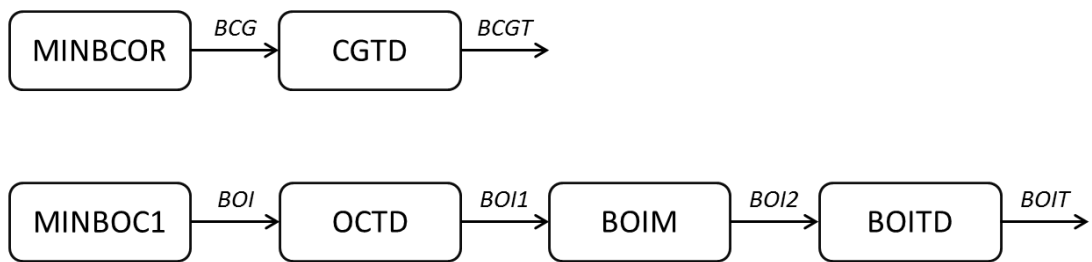 MINBCOR BCG CGTD BCGT
MINBOC1 BOI OCTD BOI1 BOIM BOI2 BOITD BOIT